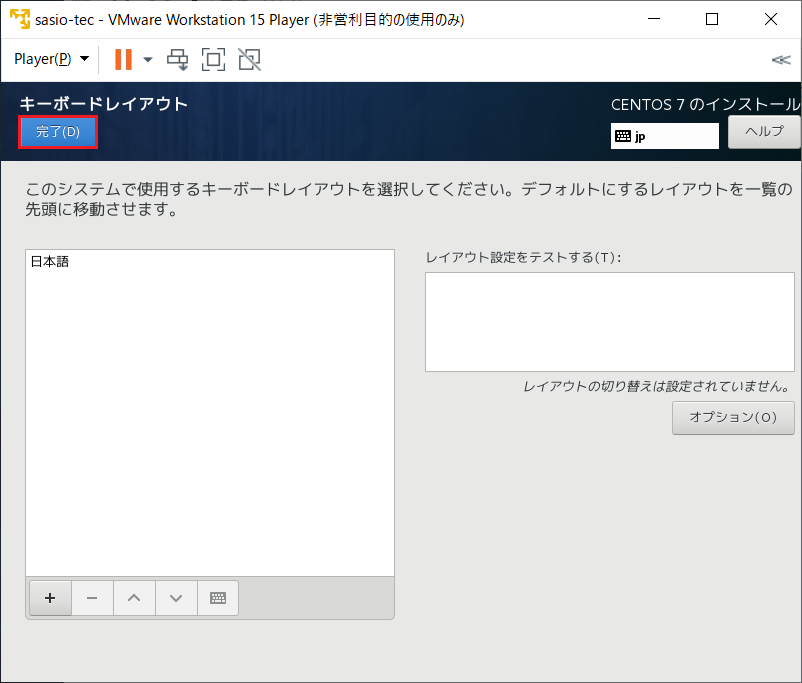 sasio-tec - VMware Workstation 15 Player (非営利目的の使用のみ)
Player(P)
キーボードレイアウト
CENTOS 7 のインストール
完了(D)
jp
ヘルプ
このシステムで使用するキーボードレイアウトを選択してください。デフォルトにするレイアウトを一覧の
先頭に移動させます。
日本語
レイアウト設定をテストする(T):
レイアウトの切り替えは設定されていません。
オプション(O)